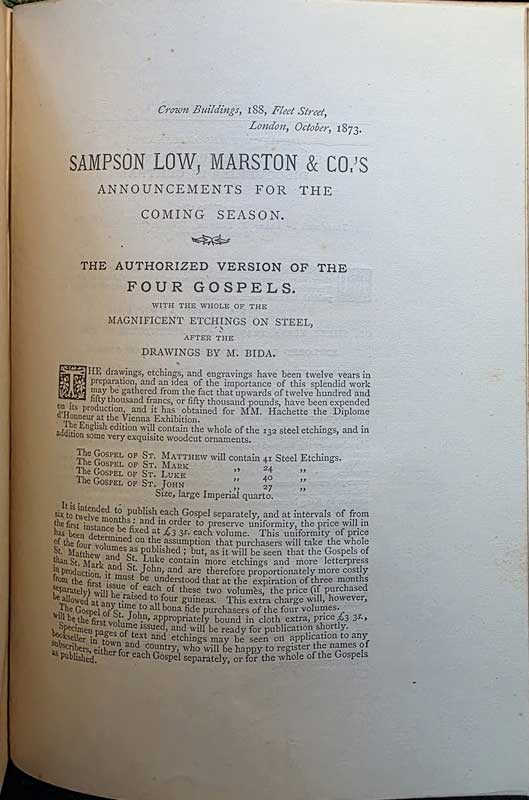 Crown Buildings, 188, Fleet Street,
London, October, 1873.
SAMPSON LOW, MARSTON & CO.'S
ANNOUNCEMENTS FOR THE
COMING SEASON.
THE AUTHORIZED VERSION OF THE
FOUR GOSPELS.
WITH THE WHOLE OF THE
MAGNIFICENT ETCHINGS ON STEEL,
AFTER THE
DRAWINGS BY M. BIDA.
THE drawings, etchings, and engravings have been twelve years in
preparation, and an idea of the importance of this splendid work
may be gathered from the fact that upwards of twelve hundred and
fifty thousand francs, or fifty thousand pounds, have been expended
on its production, and it has obtained for MM. Hachette the Diplome
d'Honneur at the Vienna Exhibition.
The English edition will contain the whole of the 132 steel etchings, and in
addition some very exquisite woodcut ornaments.
The GOSPEL OF ST. MATTHEW will contain 41 Steel Etchings.
The GOSPEL OF ST. MARK ,, 24 ,,
The GOSPEL OF ST. LUKE ,, 40 ,,
The GOSPEL OF ST. JOHN ,, 27 ,,
Size, large Imperial quarto.
It is intended to publish each Gospel separately, and at intervals of from
six to twelve months: and in order to preserve uniformity, the price will in
the first instance be fixed at £3 3s. each volume. This uniformity of price
has been determined on the assumption that purchasers will take the whole
of the four volumes as published; but, as it will be seen that the Gospels of
St. Matthew and St. Luke contain more etchings and more letterpress
than St. Mark and St. John, and are therefore proportionately more costly
in production, it must be understood that at the expiration of three months
from the first issue of each of these two volumes, the price (if purchased
separately) will be raised to four guineas. This extra charge will, however,
be allowed at any time to all bona fide purchasers of the four volumes.
The Gospel of St. John, appropriately bound in cloth extra, price £3 3s.,
will be the first volume issued, and will be ready for publication shortly.
Specimen pages of text and etchings may be seen on application to any
bookseller in town and country, who will be happy to register the names of
subscribers, either for each Gospel separately, or for the whole of the Gospels
as published.